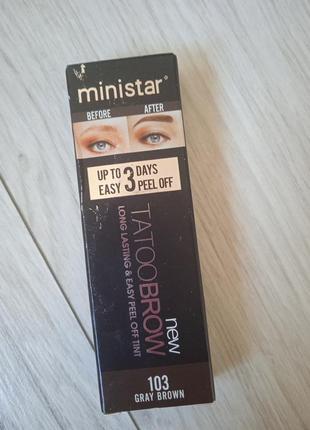 ministar®
BEFORE AFTER
UP TO 3 DAYS
EASY PEEL OFF
new
TATOOBROW
LONG LASTING & EASY PEEL OFF TINT
103
GRAY BROWN